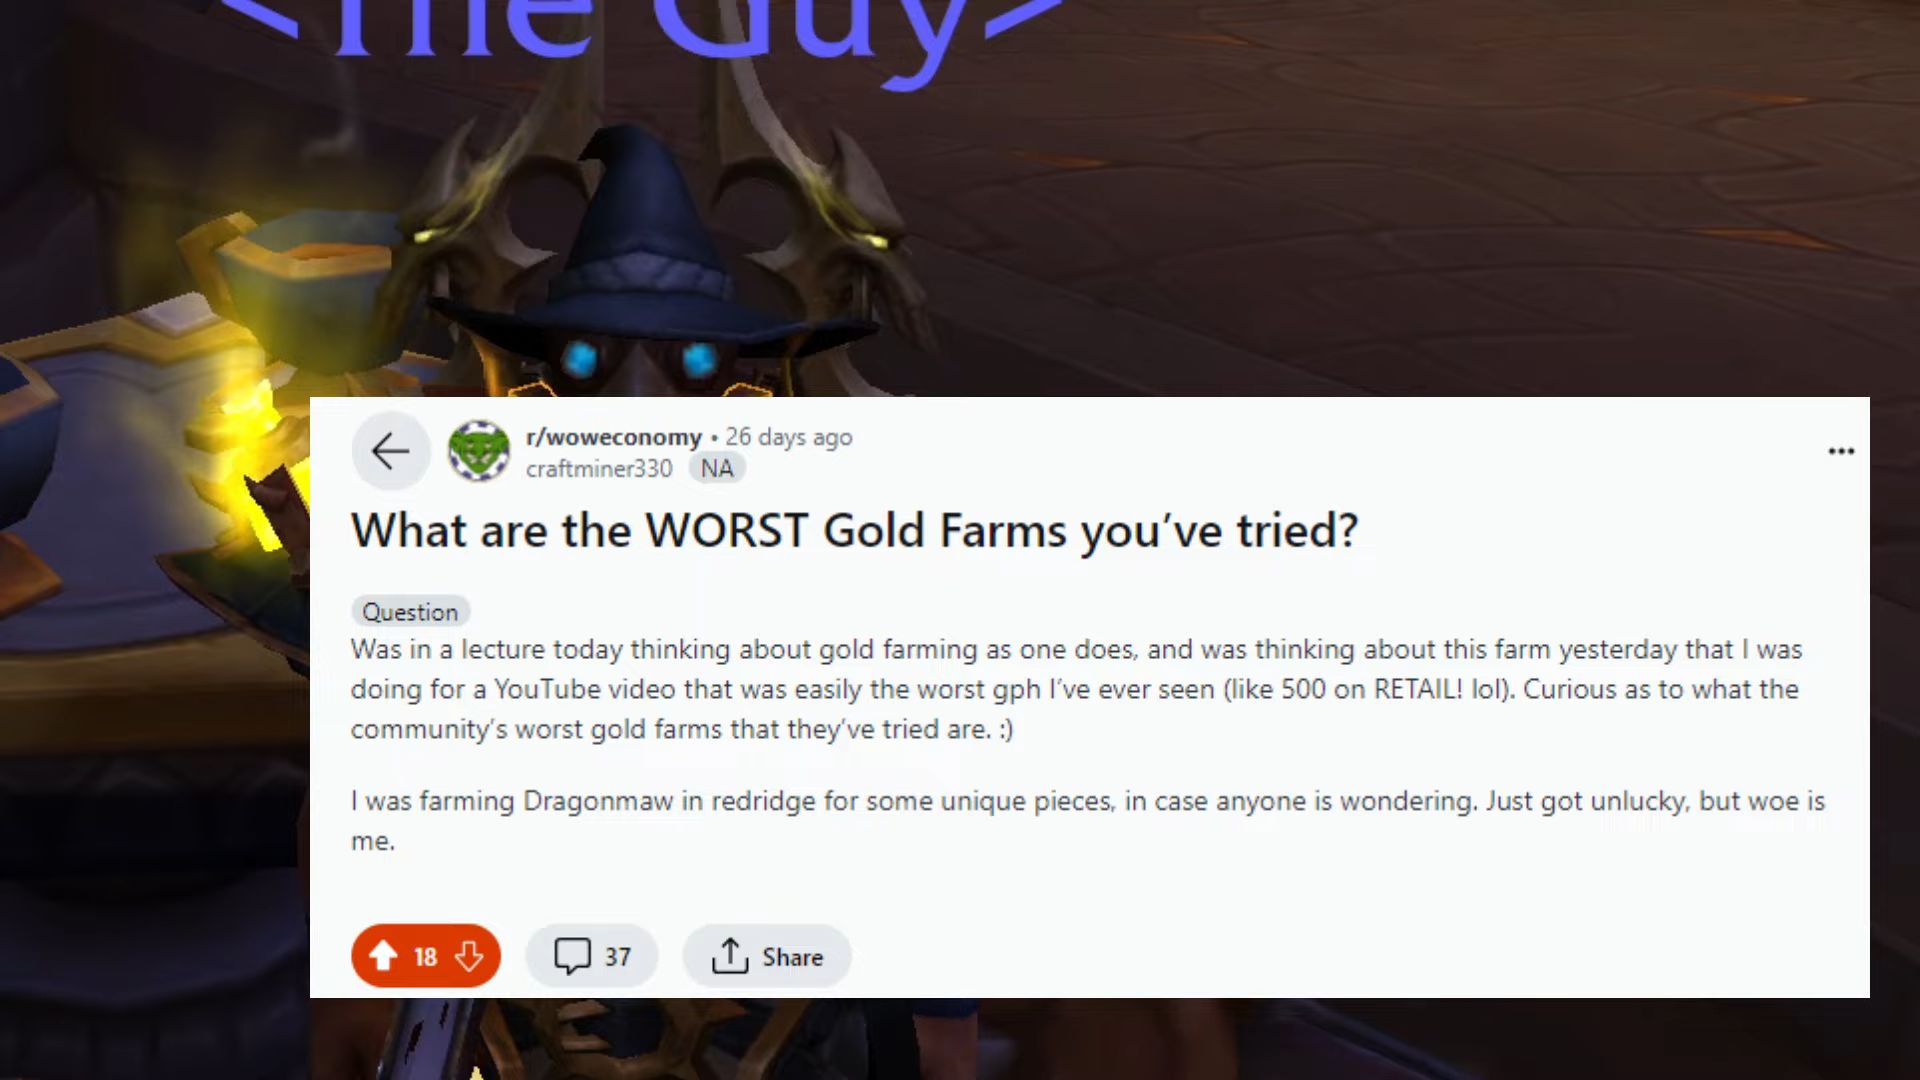 <The Guy>
r/woweconomy • 26 days ago
craftminer330 NA
What are the WORST Gold Farms you've tried?
Question
Was in a lecture today thinking about gold farming as one does, and was thinking about this farm yesterday that I was
doing for a YouTube video that was easily the worst gph I've ever seen (like 500 on RETAIL! lol). Curious as to what the
community's worst gold farms that they've tried are. :)
I was farming Dragonmaw in redridge for some unique pieces, in case anyone is wondering. Just got unlucky, but woe is
me.
18 37 Share